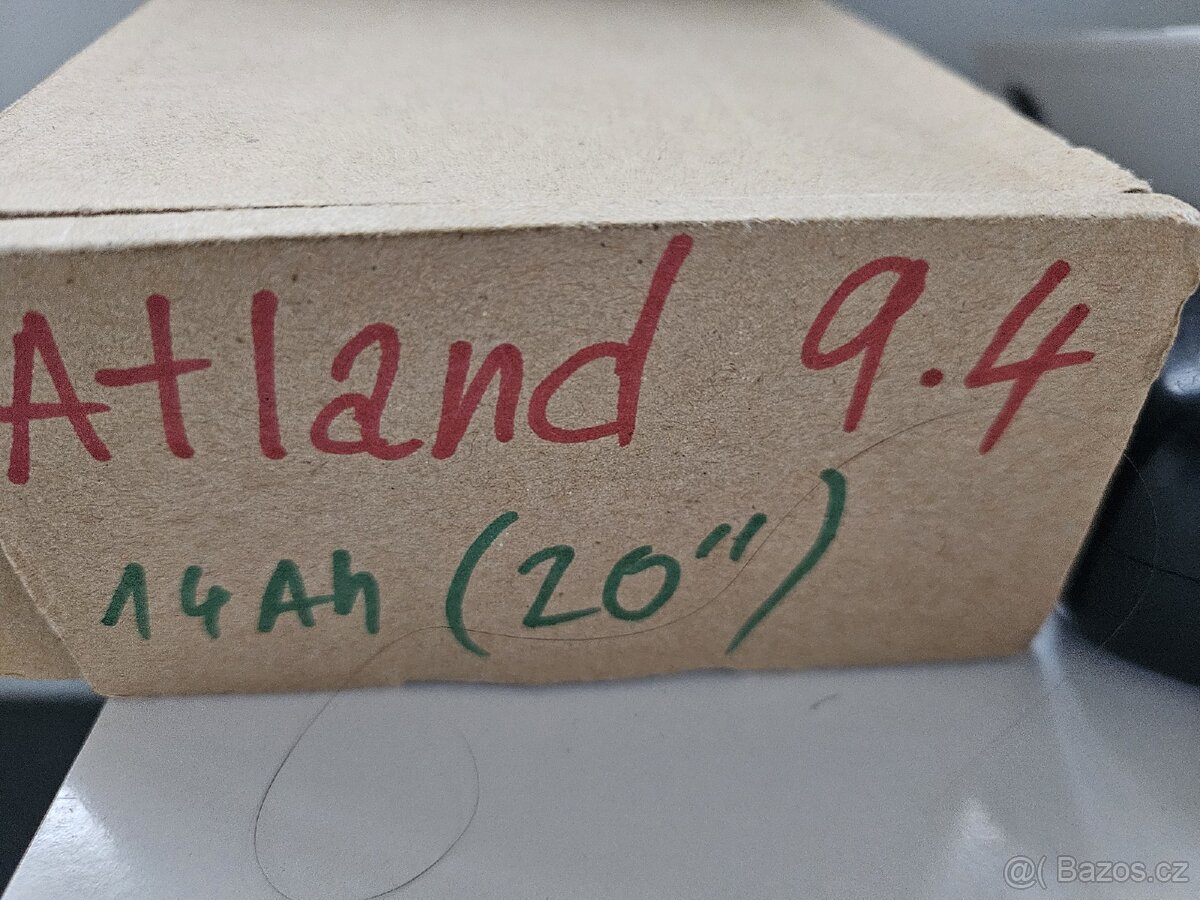 Atland 9.4
14Ah (20")
@( Bazos.cz